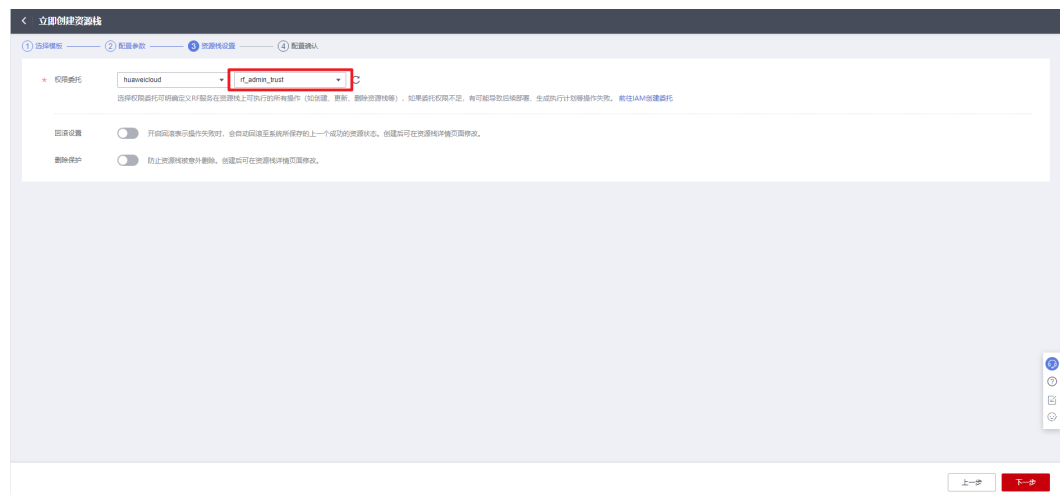 < 立即创建资源栈
1 选择模板 2 配置参数 3 资源栈设置 4 配置确认
* 权限委托 huaweicloud rf_admin_trust
选择权限委托可明确定义RF服务在资源栈上可执行的所有操作（如创建、更新、删除资源栈等），如果委托权限不足，有可能导致后续部署、生成执行计划等操作失败。 前往IAM创建委托
回滚设置 开启回滚表示操作失败时，会自动回滚至系统所保存的上一个成功的资源状态。创建后可在资源栈详情页面修改。
删除保护 防止资源栈被意外删除。创建后可在资源栈详情页面修改。
上一步 下一步